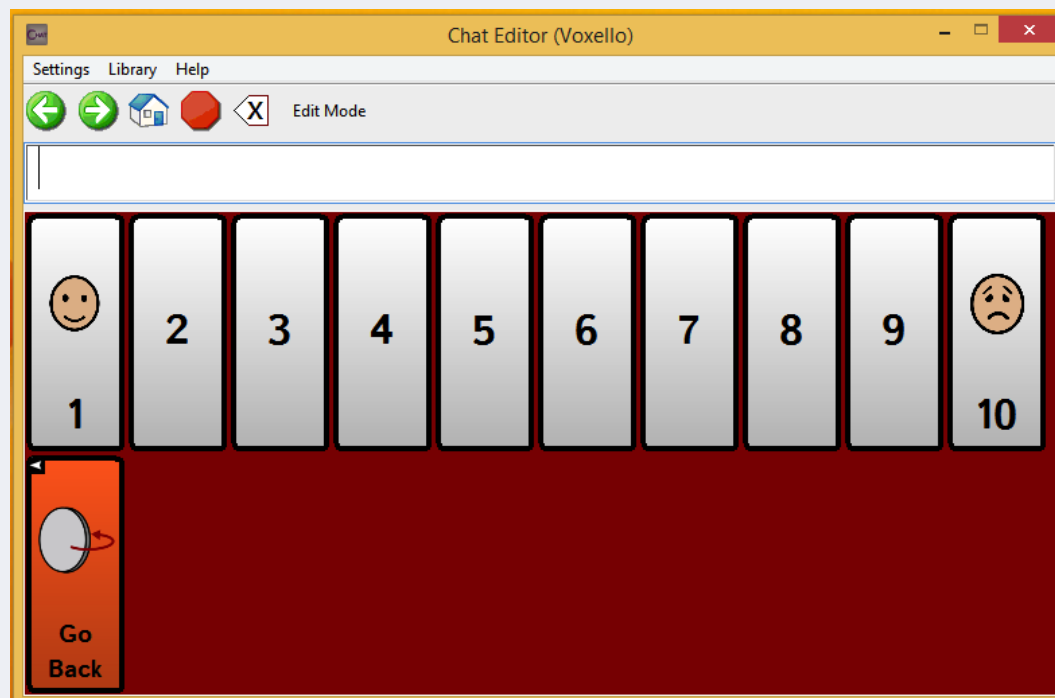 Chat Editor (Voxello)
Settings Library Help
X Edit Mode
2 3 4 5 6 7 8 9
1 10
Go
Back